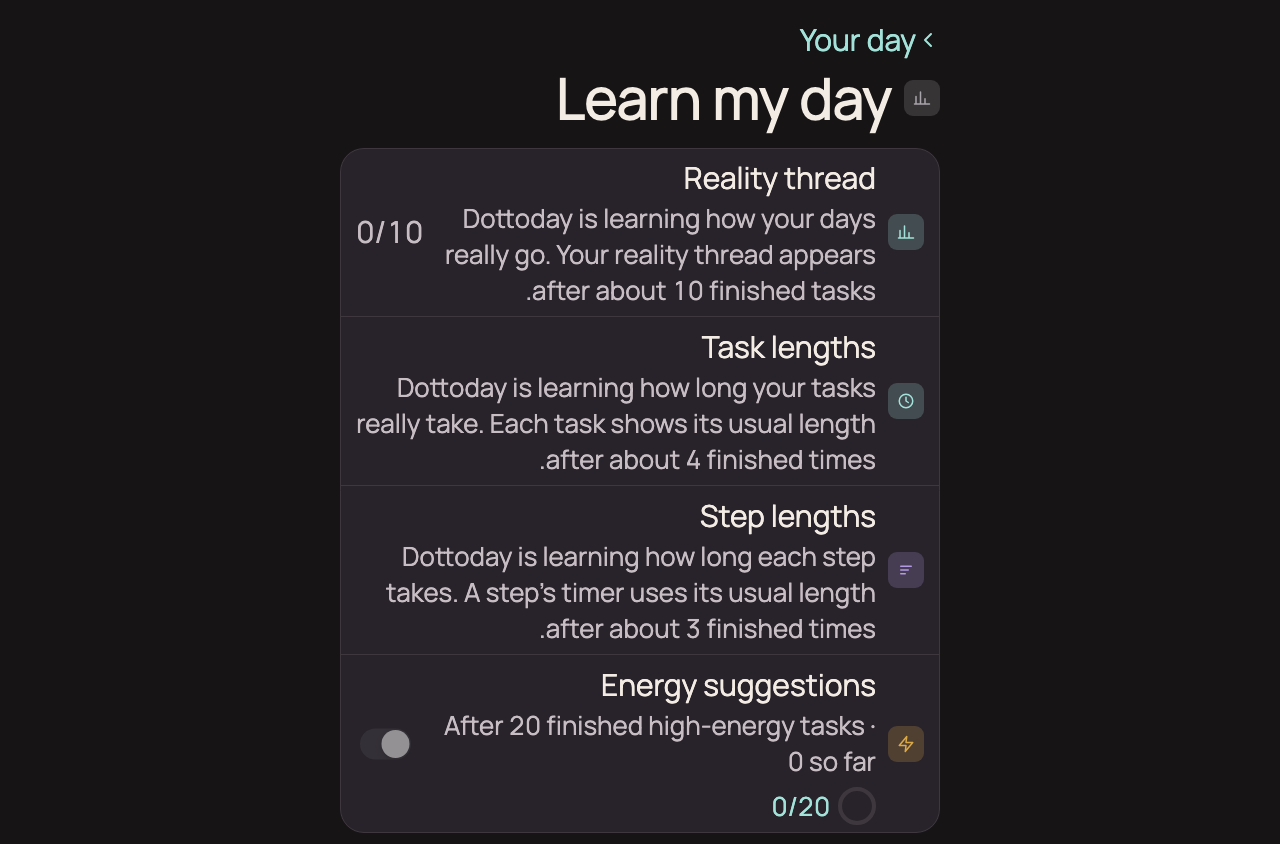 Your day
Learn my day
Reality thread
Dottoday is learning how your days
really go. Your reality thread appears
.after about 10 finished tasks
0/10
Task lengths
Dottoday is learning how long your tasks
really take. Each task shows its usual length
.after about 4 finished times
Step lengths
Dottoday is learning how long each step
takes. A step’s timer uses its usual length
.after about 3 finished times
Energy suggestions
After 20 finished high-energy tasks ·
0 so far
0/20